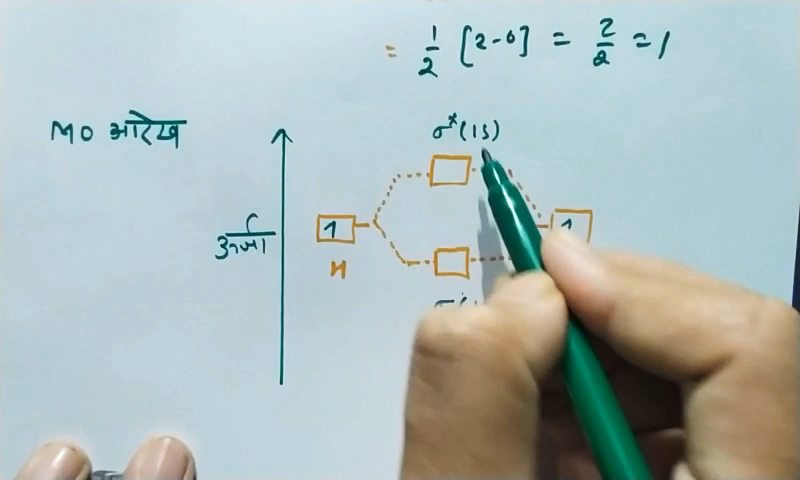 = 1/2 [2-0] = 2/2 = 1
MO आरेख
σ*(1s)
ऊर्जा
1 1
H